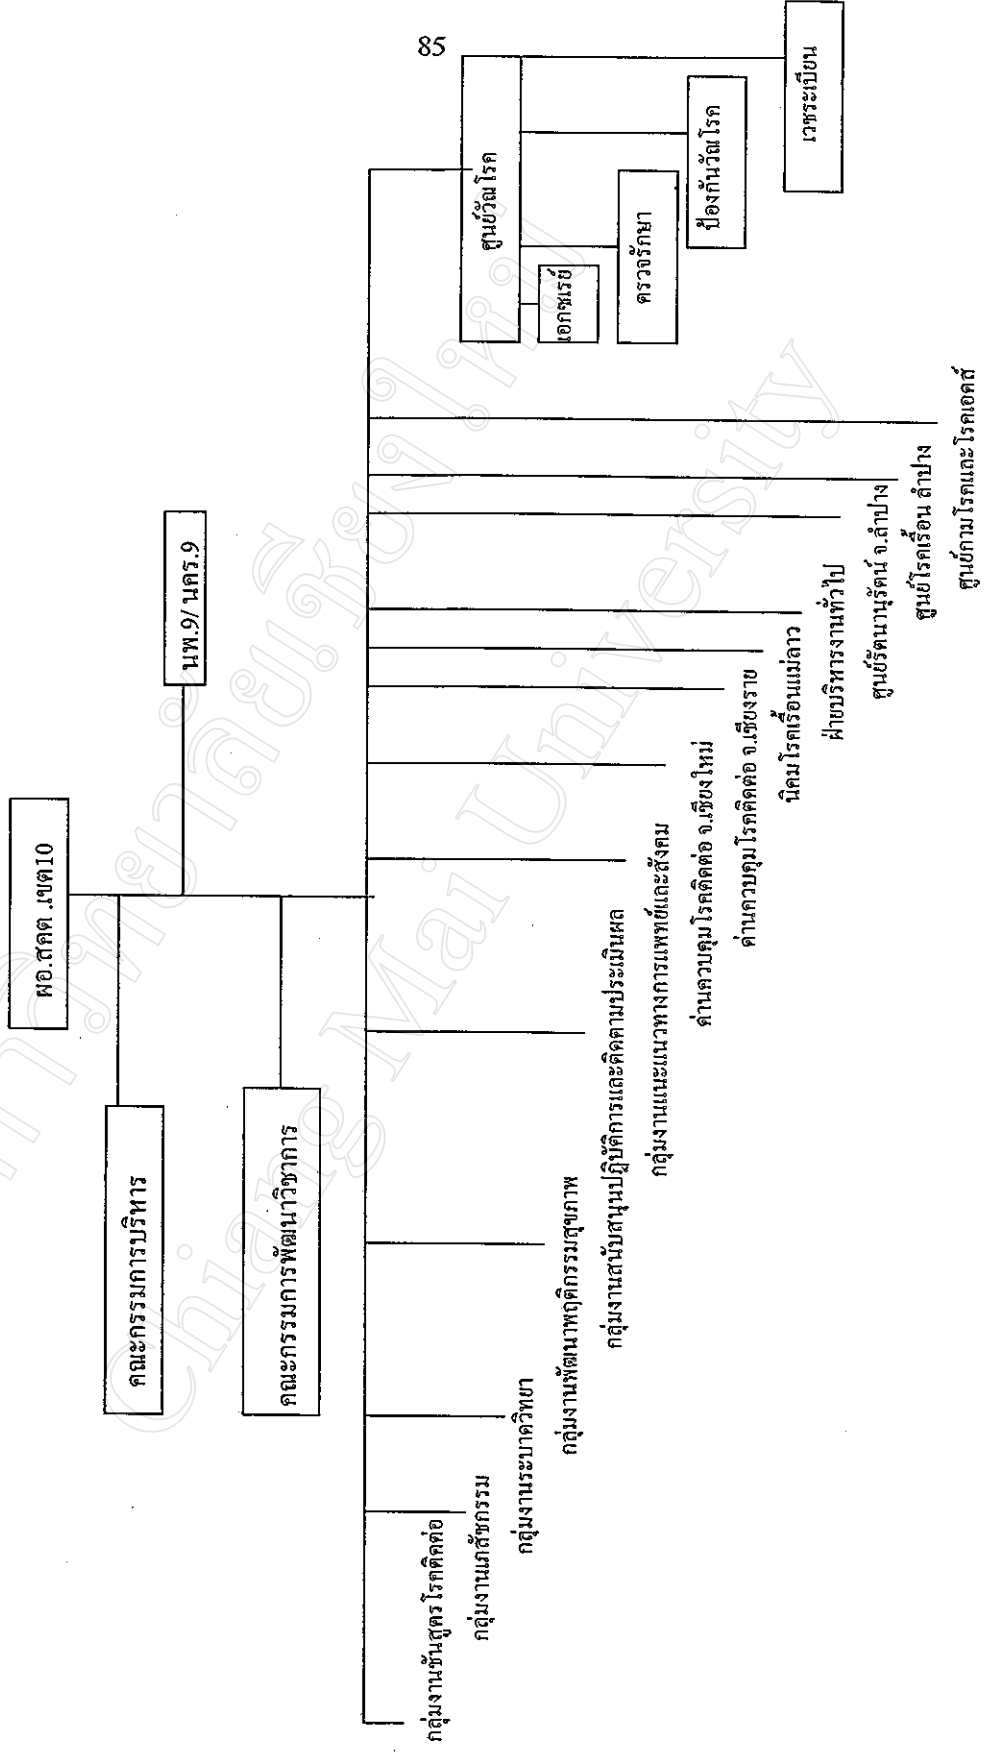 85
ผอ.สคต .เขต10
นพ.9/ นคร.9
คณะกรรมการบริหาร
คณะกรรมการพัฒนาวิชาการ
กลุ่มงานชันสูตรโรคติดต่อ
กลุ่มงานเภสัชกรรม
กลุ่มงานระบาดวิทยา
กลุ่มงานพัฒนาพฤติกรรมสุขภาพ
กลุ่มงานสนับสนุนปฏิบัติการและติดตามประเมินผล
กลุ่มงานแนะแนวทางการแพทย์และสังคม
ด่านควบคุมโรคติดต่อ จ.เชียงใหม่
ด่านควบคุมโรคติดต่อ จ.เชียงราย
นิคมโรคเรื้อนแม่ลาว
ฝ่ายบริหารงานทั่วไป
ศูนย์รัตนานุรัตน์ จ.ลำปาง
ศูนย์โรคเรื้อน ลำปาง
ศูนย์กามโรคและโรคเอดส์
ศูนย์วัณโรค
เอกซเรย์
ตรวจรักษา
ป้องกันวัณโรค
เวชระเบียน
Chiang Mai University